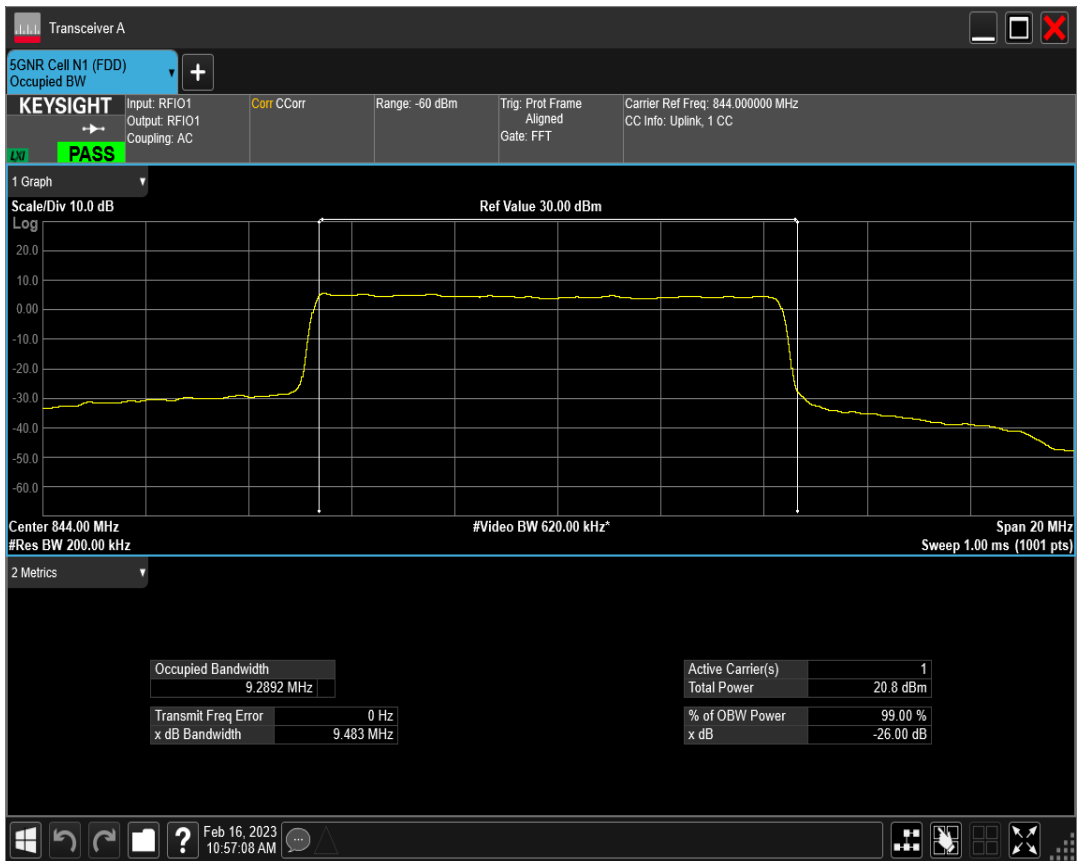 Transceiver A
5GNR Cell N1 (FDD)
Occupied BW
+
KEYSIGHT
LXI
PASS
Input: RFIO1
Output: RFIO1
Coupling: AC
Corr CCorr
Range: -60 dBm
Trig: Prot Frame
Aligned
Gate: FFT
Carrier Ref Freq: 844.000000 MHz
CC Info: Uplink, 1 CC
1 Graph
Scale/Div 10.0 dB
Ref Value 30.00 dBm
Log
20.0
10.0
0.00
-10.0
-20.0
-30.0
-40.0
-50.0
-60.0
Center 844.00 MHz
#Video BW 620.00 kHz*
Span 20 MHz
#Res BW 200.00 kHz
Sweep 1.00 ms (1001 pts)
2 Metrics
Occupied Bandwidth
9.2892 MHz
Transmit Freq Error 0 Hz
x dB Bandwidth 9.483 MHz
Active Carrier(s) 1
Total Power 20.8 dBm
% of OBW Power 99.00 %
x dB -26.00 dB
?
Feb 16, 2023
10:57:08 AM